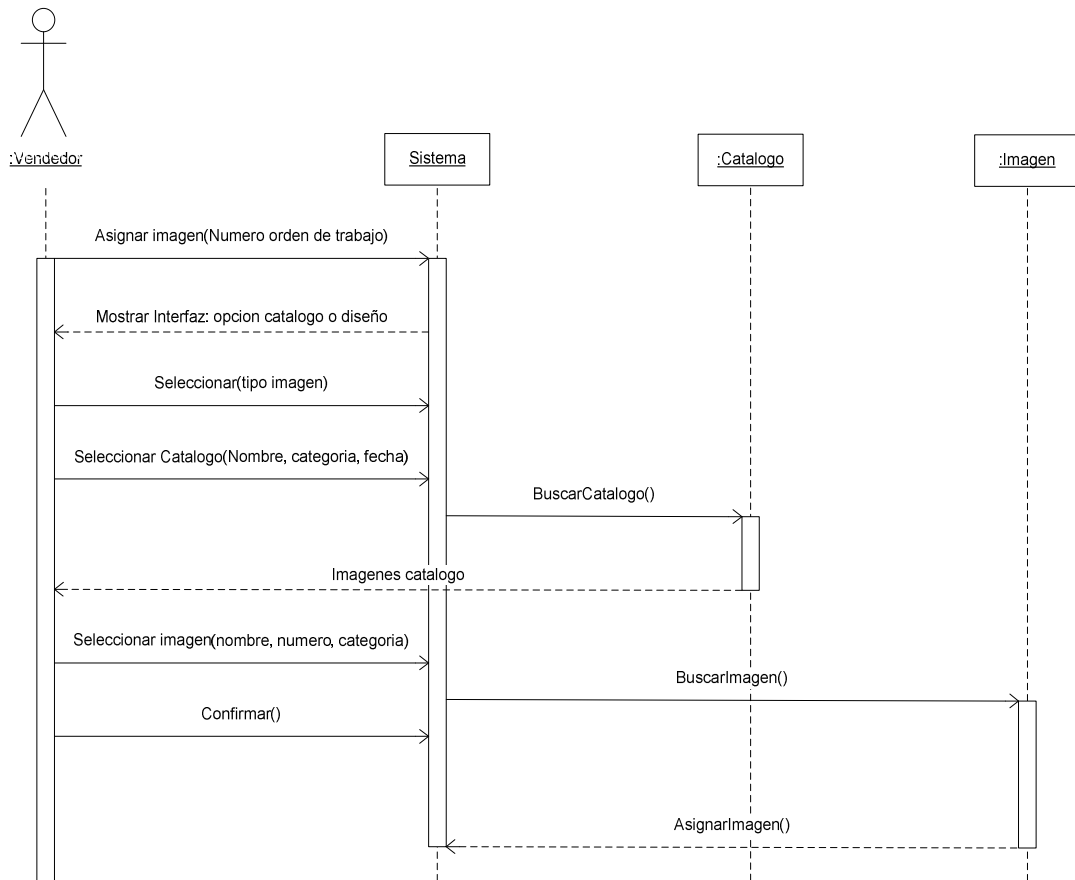 :Vendedor
Sistema
:Catalogo
:Imagen
Asignar imagen(Numero orden de trabajo)
Mostrar Interfaz: opcion catalogo o diseño
Seleccionar(tipo imagen)
Seleccionar Catalogo(Nombre, categoria, fecha)
BuscarCatalogo()
Imagenes catalogo
Seleccionar imagen(nombre, numero, categoria)
BuscarImagen()
Confirmar()
AsignarImagen()